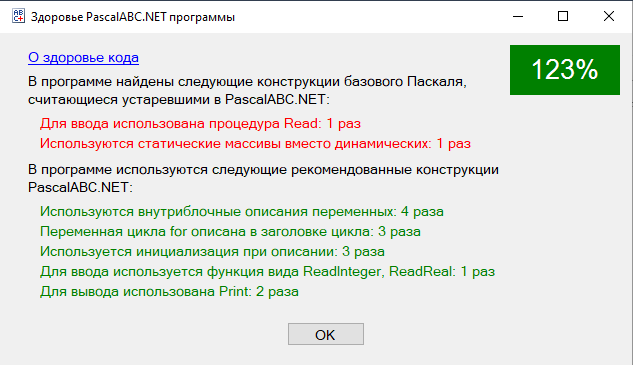 Здоровье PascalABC.NET программы
О здоровье кода
123%
В программе найдены следующие конструкции базового Паскаля,
считающиеся устаревшими в PascalABC.NET:
Для ввода использована процедура Read: 1 раз
Используются статические массивы вместо динамических: 1 раз
В программе используются следующие рекомендованные конструкции
PascalABC.NET:
Используются внутриблочные описания переменных: 4 раза
Переменная цикла for описана в заголовке цикла: 3 раза
Используется инициализация при описании: 3 раза
Для ввода используется функция вида ReadInteger, ReadReal: 1 раз
Для вывода использована Print: 2 раза
OK